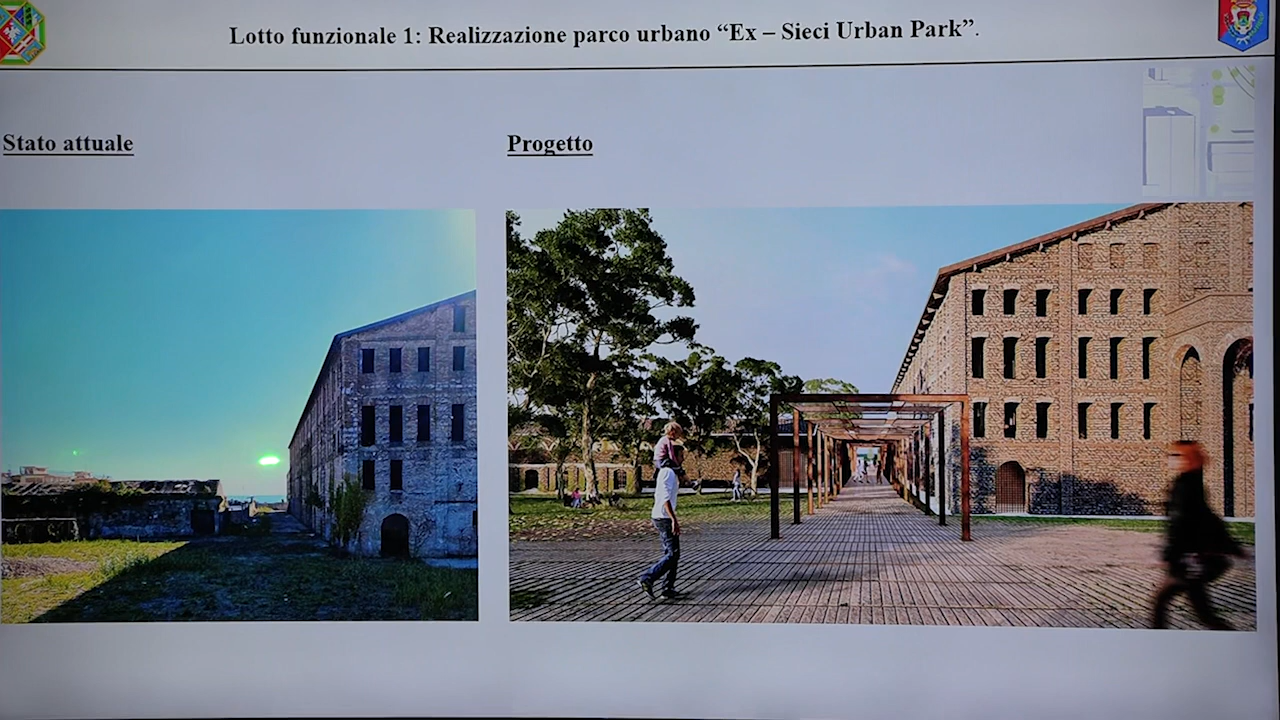 Lotto funzionale 1: Realizzazione parco urbano “Ex – Sieci Urban Park”.
Stato attuale
Progetto